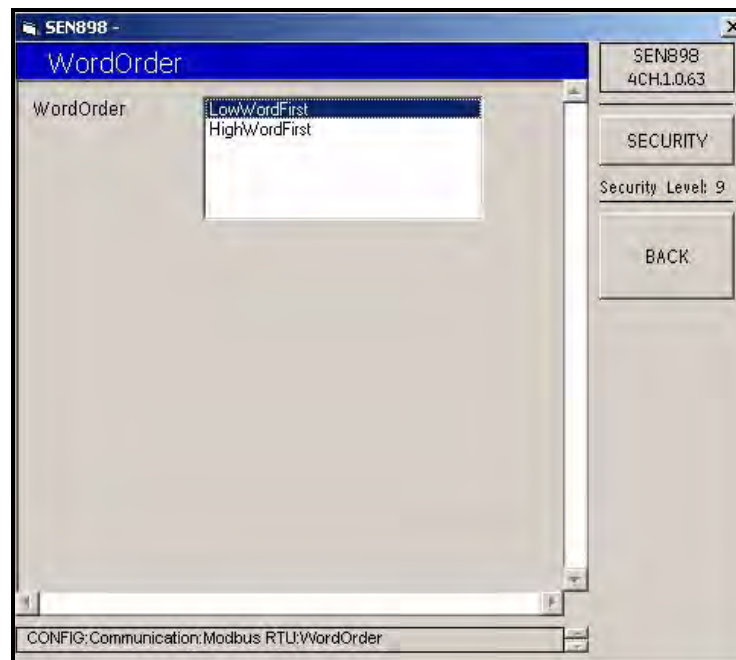 SEN898 -
WordOrder
WordOrder
LowWordFirst
HighWordFirst
SEN898
4CH.1.0.63
SECURITY
Security Level: 9
BACK
CONFIG:Communication:Modbus RTU:WordOrder